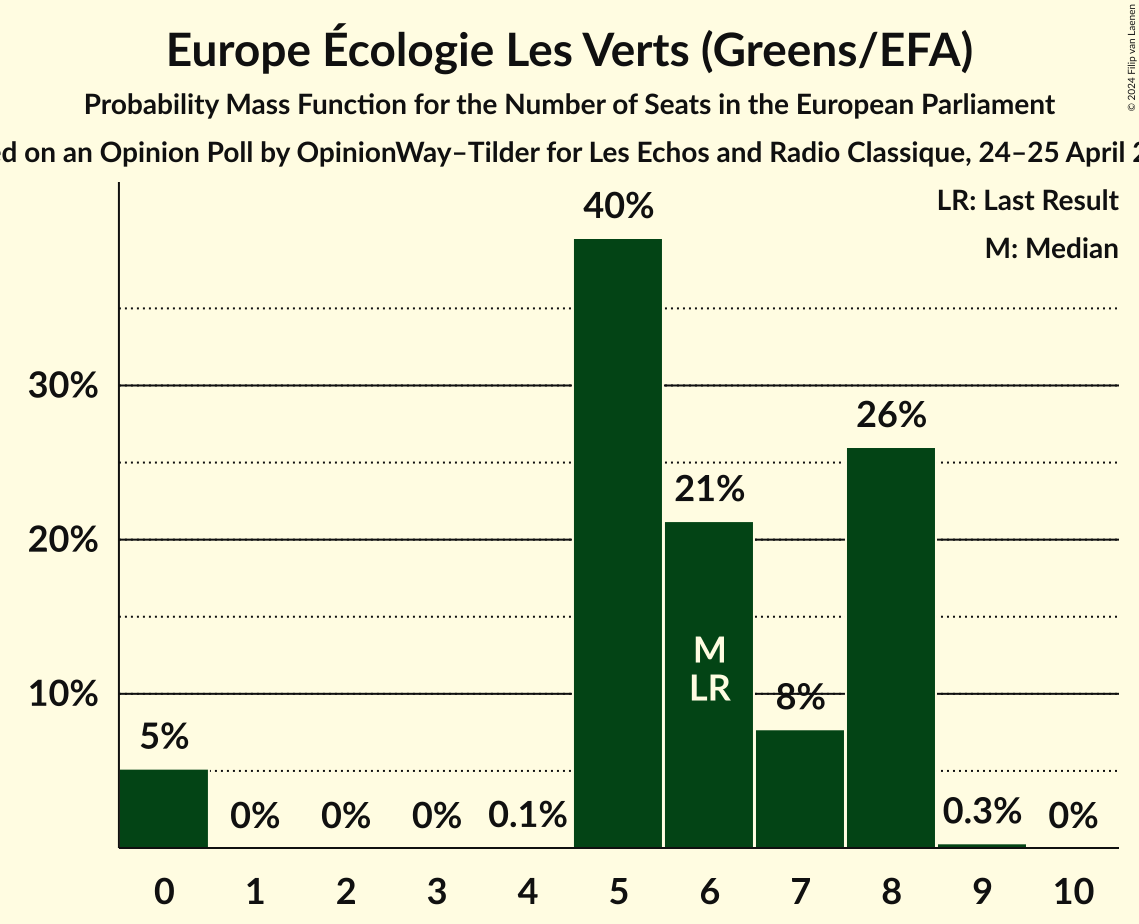 Europe Écologie Les Verts (Greens/EFA)
Probability Mass Function for the Number of Seats in the European Parliament
on an Opinion Poll by OpinionWay–Tilder for Les Echos and Radio Classique, 24–25 April
© 2024 Filip van Laenen
LR: Last Result
M: Median
40%
30%
26%
21%
20%
M
LR
10%
8%
5%
0%
0%
0%
0.1%
0.3%
0%
0 1 2 3 4 5 6 7 8 9 10